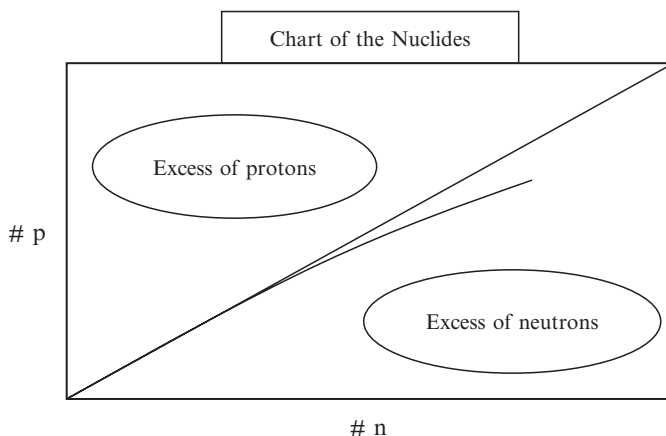 Chart of the Nuclides
Excess of protons
# p
Excess of neutrons
# n